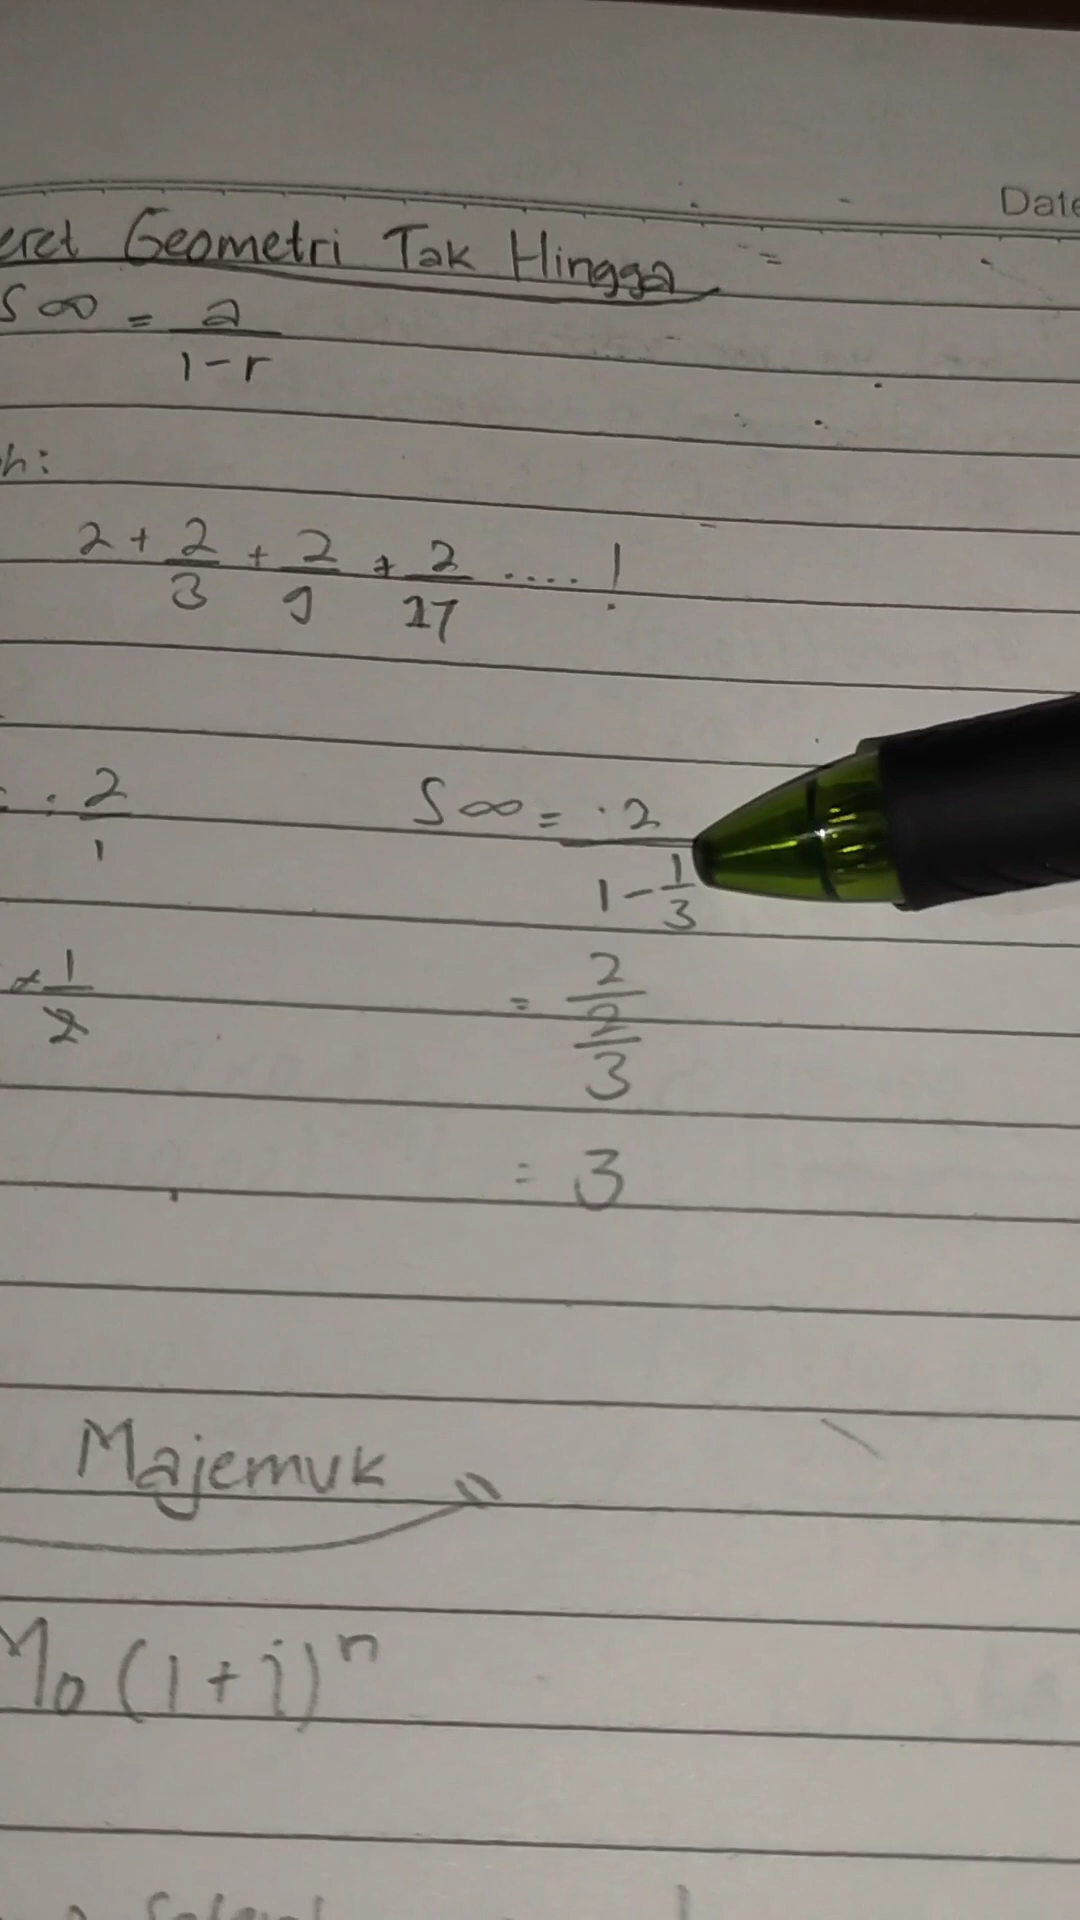 Date
eret Geometri Tak Hingga
S∞ = a/(1-r)
h:
2 + 2/3 + 2/9 + 2/27 .... !
: 2/1
S∞ = 2/(1 - 1/3)
x 1/2
= 2/(2/3)
= 3
Majemuk
Mo (1 + i)ⁿ